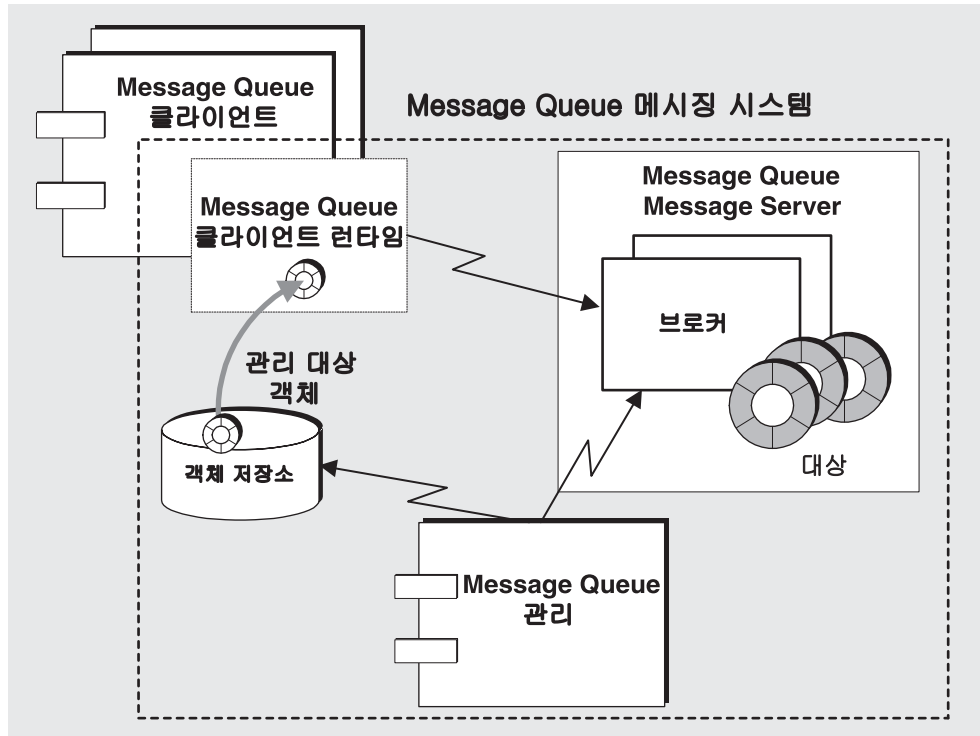 Message Queue
클라이언트
Message Queue 메시징 시스템
Message Queue
클라이언트 런타임
Message Queue
Message Server
브로커
대상
관리 대상
객체
객체 저장소
Message Queue
관리